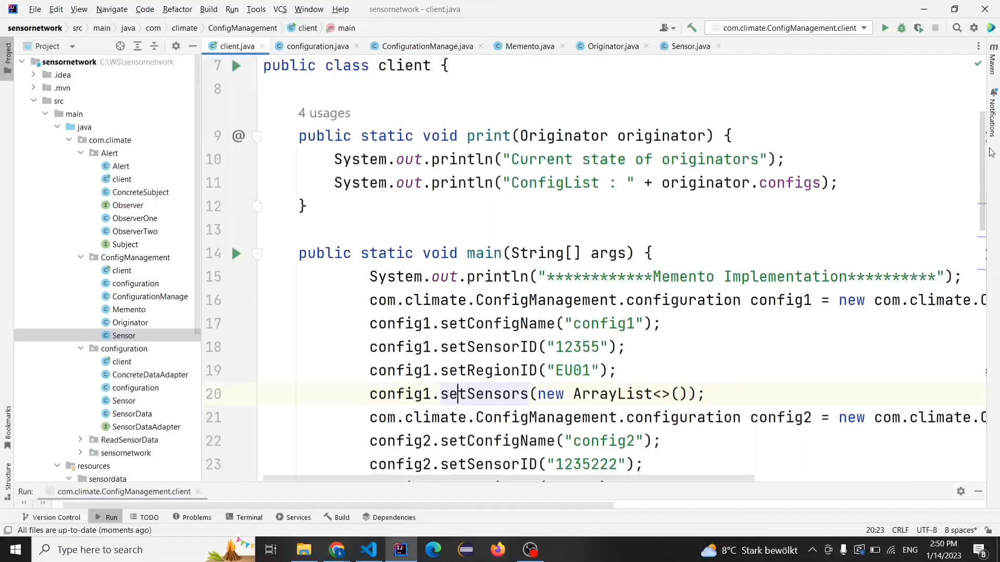 File Edit View Navigate Code Refactor Build Run Tools VCS Window Help sensornetwork - client.java
sensornetwork src main java com climate ConfigManagement client main com.climate.ConfigManagement.client
Project client.java configuration.java ConfigurationManage.java Memento.java Originator.java Sensor.java
Project
Bookmarks
Structure
Maven
Notifications
sensornetwork C:\WS\sensornetwork
.idea
.mvn
src
main
java
com.climate
Alert
Alert
client
ConcreteSubject
Observer
ObserverOne
ObserverTwo
Subject
ConfigManagement
client
configuration
ConfigurationManage
Memento
Originator
Sensor
configuration
client
ConcreteDataAdapter
configuration
Sensor
SensorData
SensorDataAdapter
ReadSensorData
sensornetwork
resources
sensordata
7 public class client {
8
4 usages
9 @ public static void print(Originator originator) {
10 System.out.println("Current state of originators");
11 System.out.println("ConfigList : " + originator.configs);
12 }
13
14 public static void main(String[] args) {
15 System.out.println("************Memento Implementation**********");
16 com.climate.ConfigManagement.configuration config1 = new com.climate.C
17 config1.setConfigName("config1");
18 config1.setSensorID("12355");
19 config1.setRegionID("EU01");
20 config1.setSensors(new ArrayList<>());
21 com.climate.ConfigManagement.configuration config2 = new com.climate.C
22 config2.setConfigName("config2");
23 config2.setSensorID("1235222");
Run: com.climate.ConfigManagement.client
Version Control Run TODO Problems Terminal Services Build Dependencies
All files are up-to-date (moments ago) 20:23 CRLF UTF-8 8 spaces*
Type here to search 8°C Stark bewölkt ENG 2:50 PM
1/14/2023 8